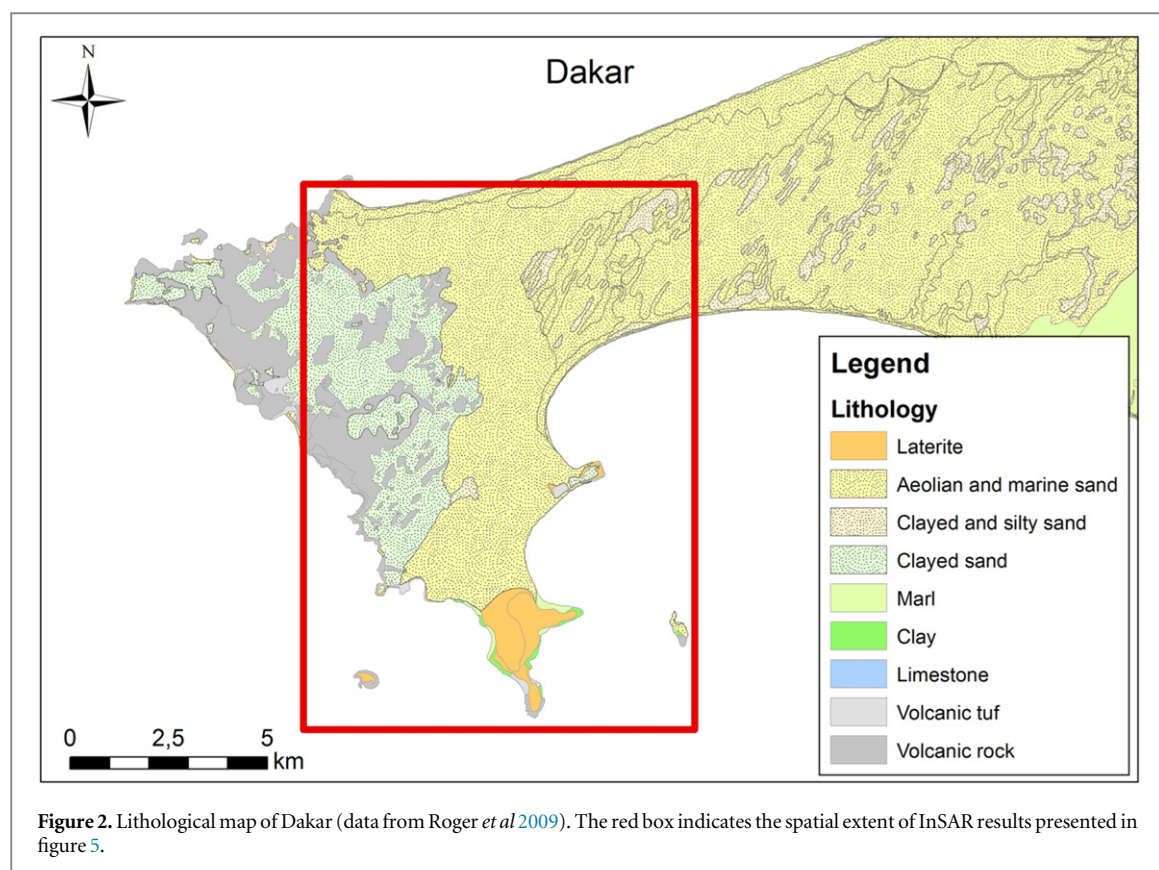 N
Dakar
Legend
Lithology
Laterite
Aeolian and marine sand
Clayed and silty sand
Clayed sand
Marl
Clay
Limestone
Volcanic tuf
Volcanic rock
0 2,5 5
km
Figure 2. Lithological map of Dakar (data from Roger et al 2009). The red box indicates the spatial extent of InSAR results presented in
figure 5.